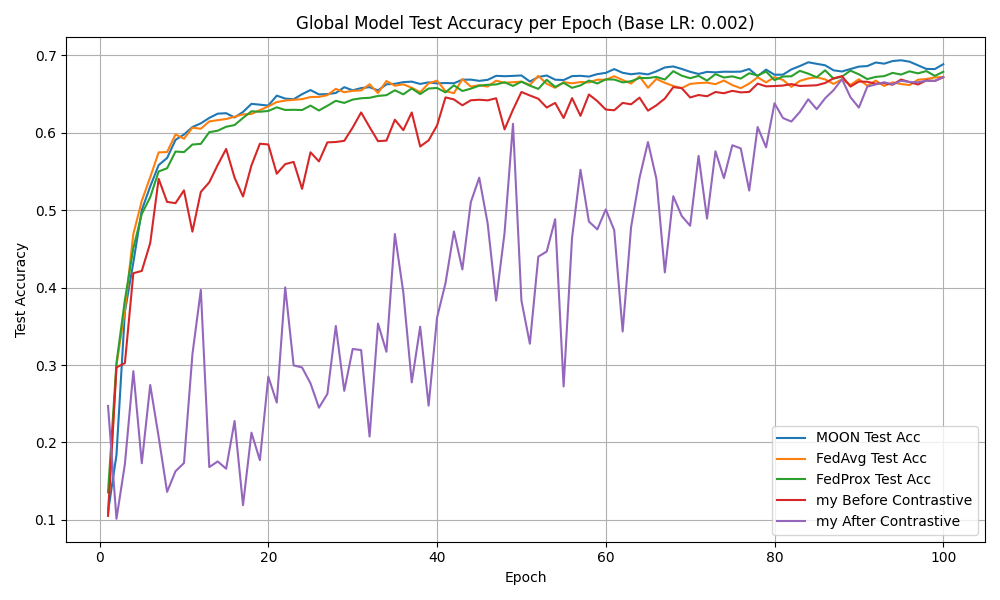 Global Model Test Accuracy per Epoch (Base LR: 0.002)
Test Accuracy
0.7
0.6
0.5
0.4
0.3
0.2
0.1
MOON Test Acc
FedAvg Test Acc
FedProx Test Acc
my Before Contrastive
my After Contrastive
0 20 40 60 80 100
Epoch